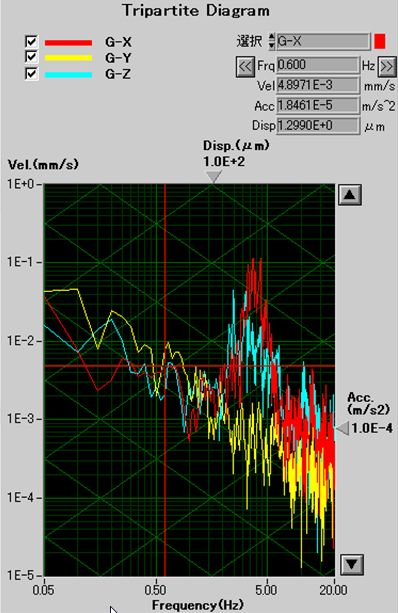 Tripartite Diagram
G-X
G-Y
G-Z
選択 G-X
Frq 0.600 Hz
Vel 4.8971E-3 mm/s
Acc 1.8461E-5 m/s^2
Disp 1.2990E+0 μm
Disp.(μm)
1.0E+2
Vel.(mm/s)
1E+0
1E-1
1E-2
1E-3
1E-4
1E-5
Acc.
(m/s2)
1.0E-4
0.05 0.50 5.00 20.00
Frequency(Hz)